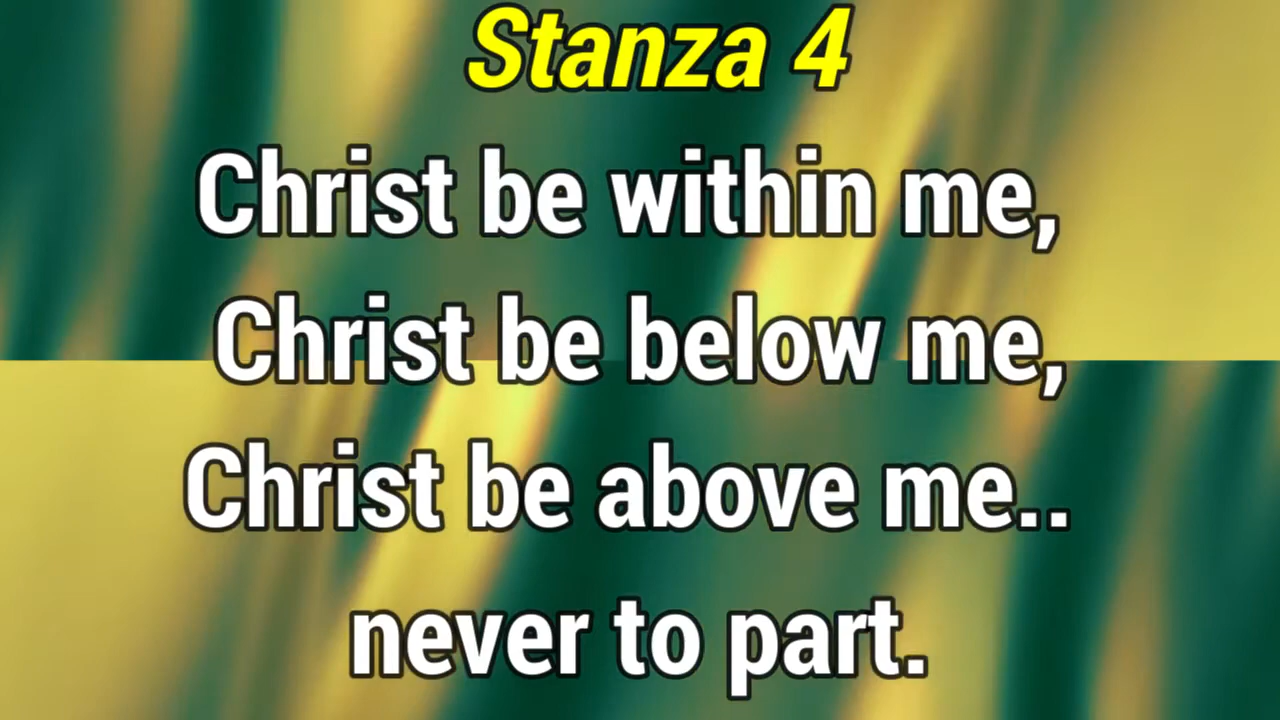 Stanza 4
Christ be within me,
Christ be below me,
Christ be above me..
never to part.